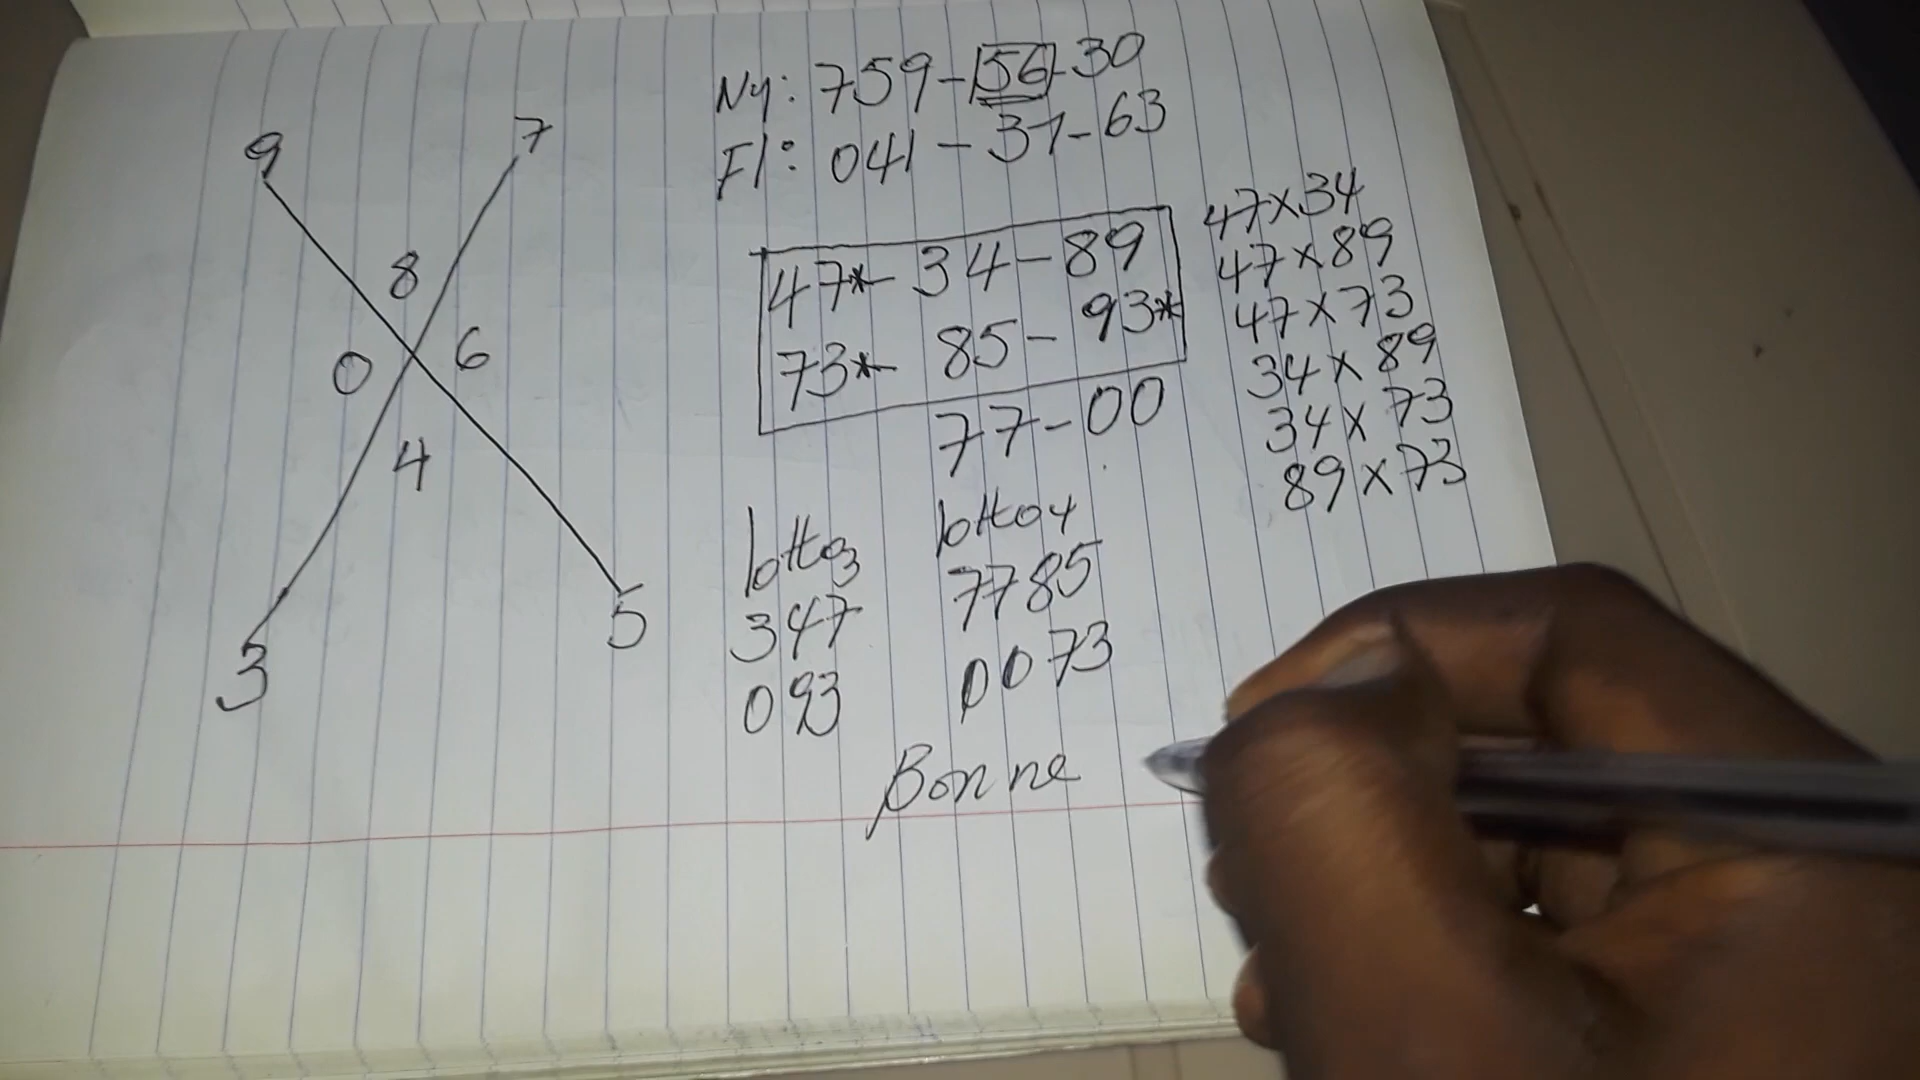 9 7
8
0 6
4
3 5
Ny: 759-56-30
Fl: 041-37-63
47*-34-89
73*-85-93*
77-00
47x34
47x89
47x73
34x89
34x73
89x73
lotto3 lotto4
347 7785
093 0073
Bonne